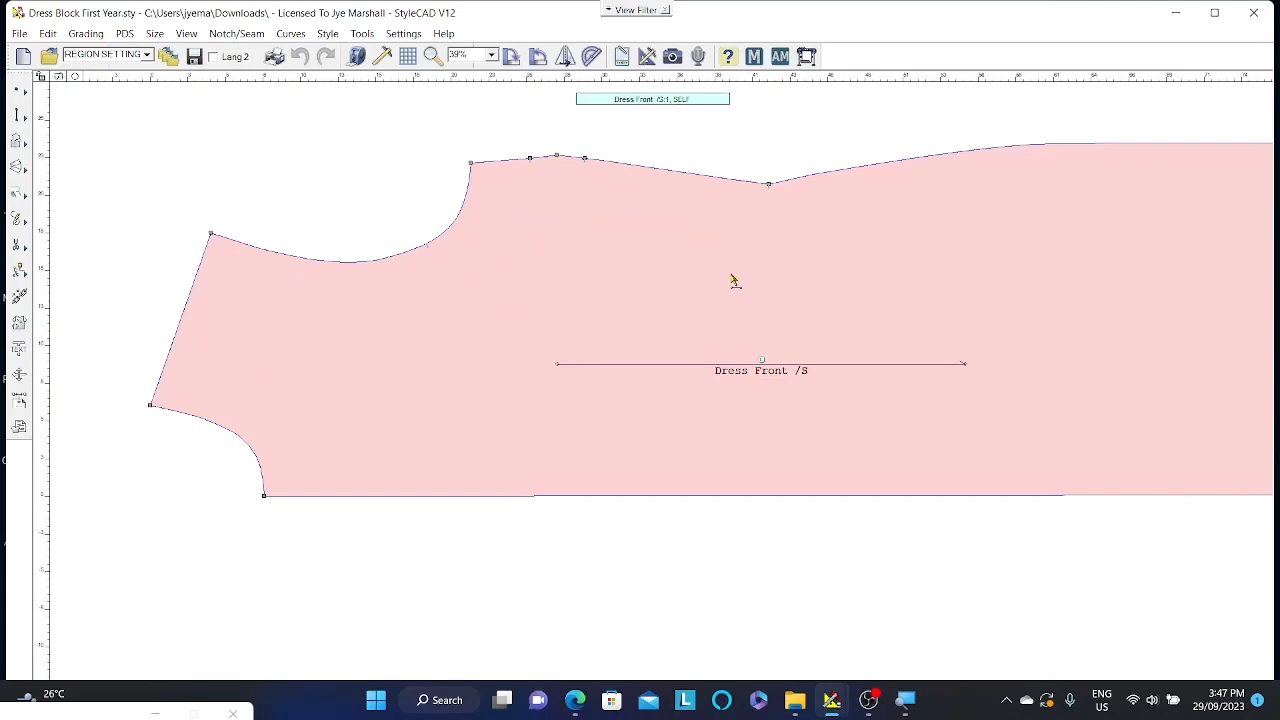 Dress Block First Year.sty - C:\Users\jyema\Downloads\ - Licensed To Jye Marshall - StyleCAD V12
View Filter
File Edit Grading PDS Size View Notch/Seam Curves Style Tools Settings Help
REGION SETTING
Lang 2
39%
Dress Front /S:1, SELF
Dress Front /S
26°C
Search
ENG
US
3:47 PM
29/09/2023
1